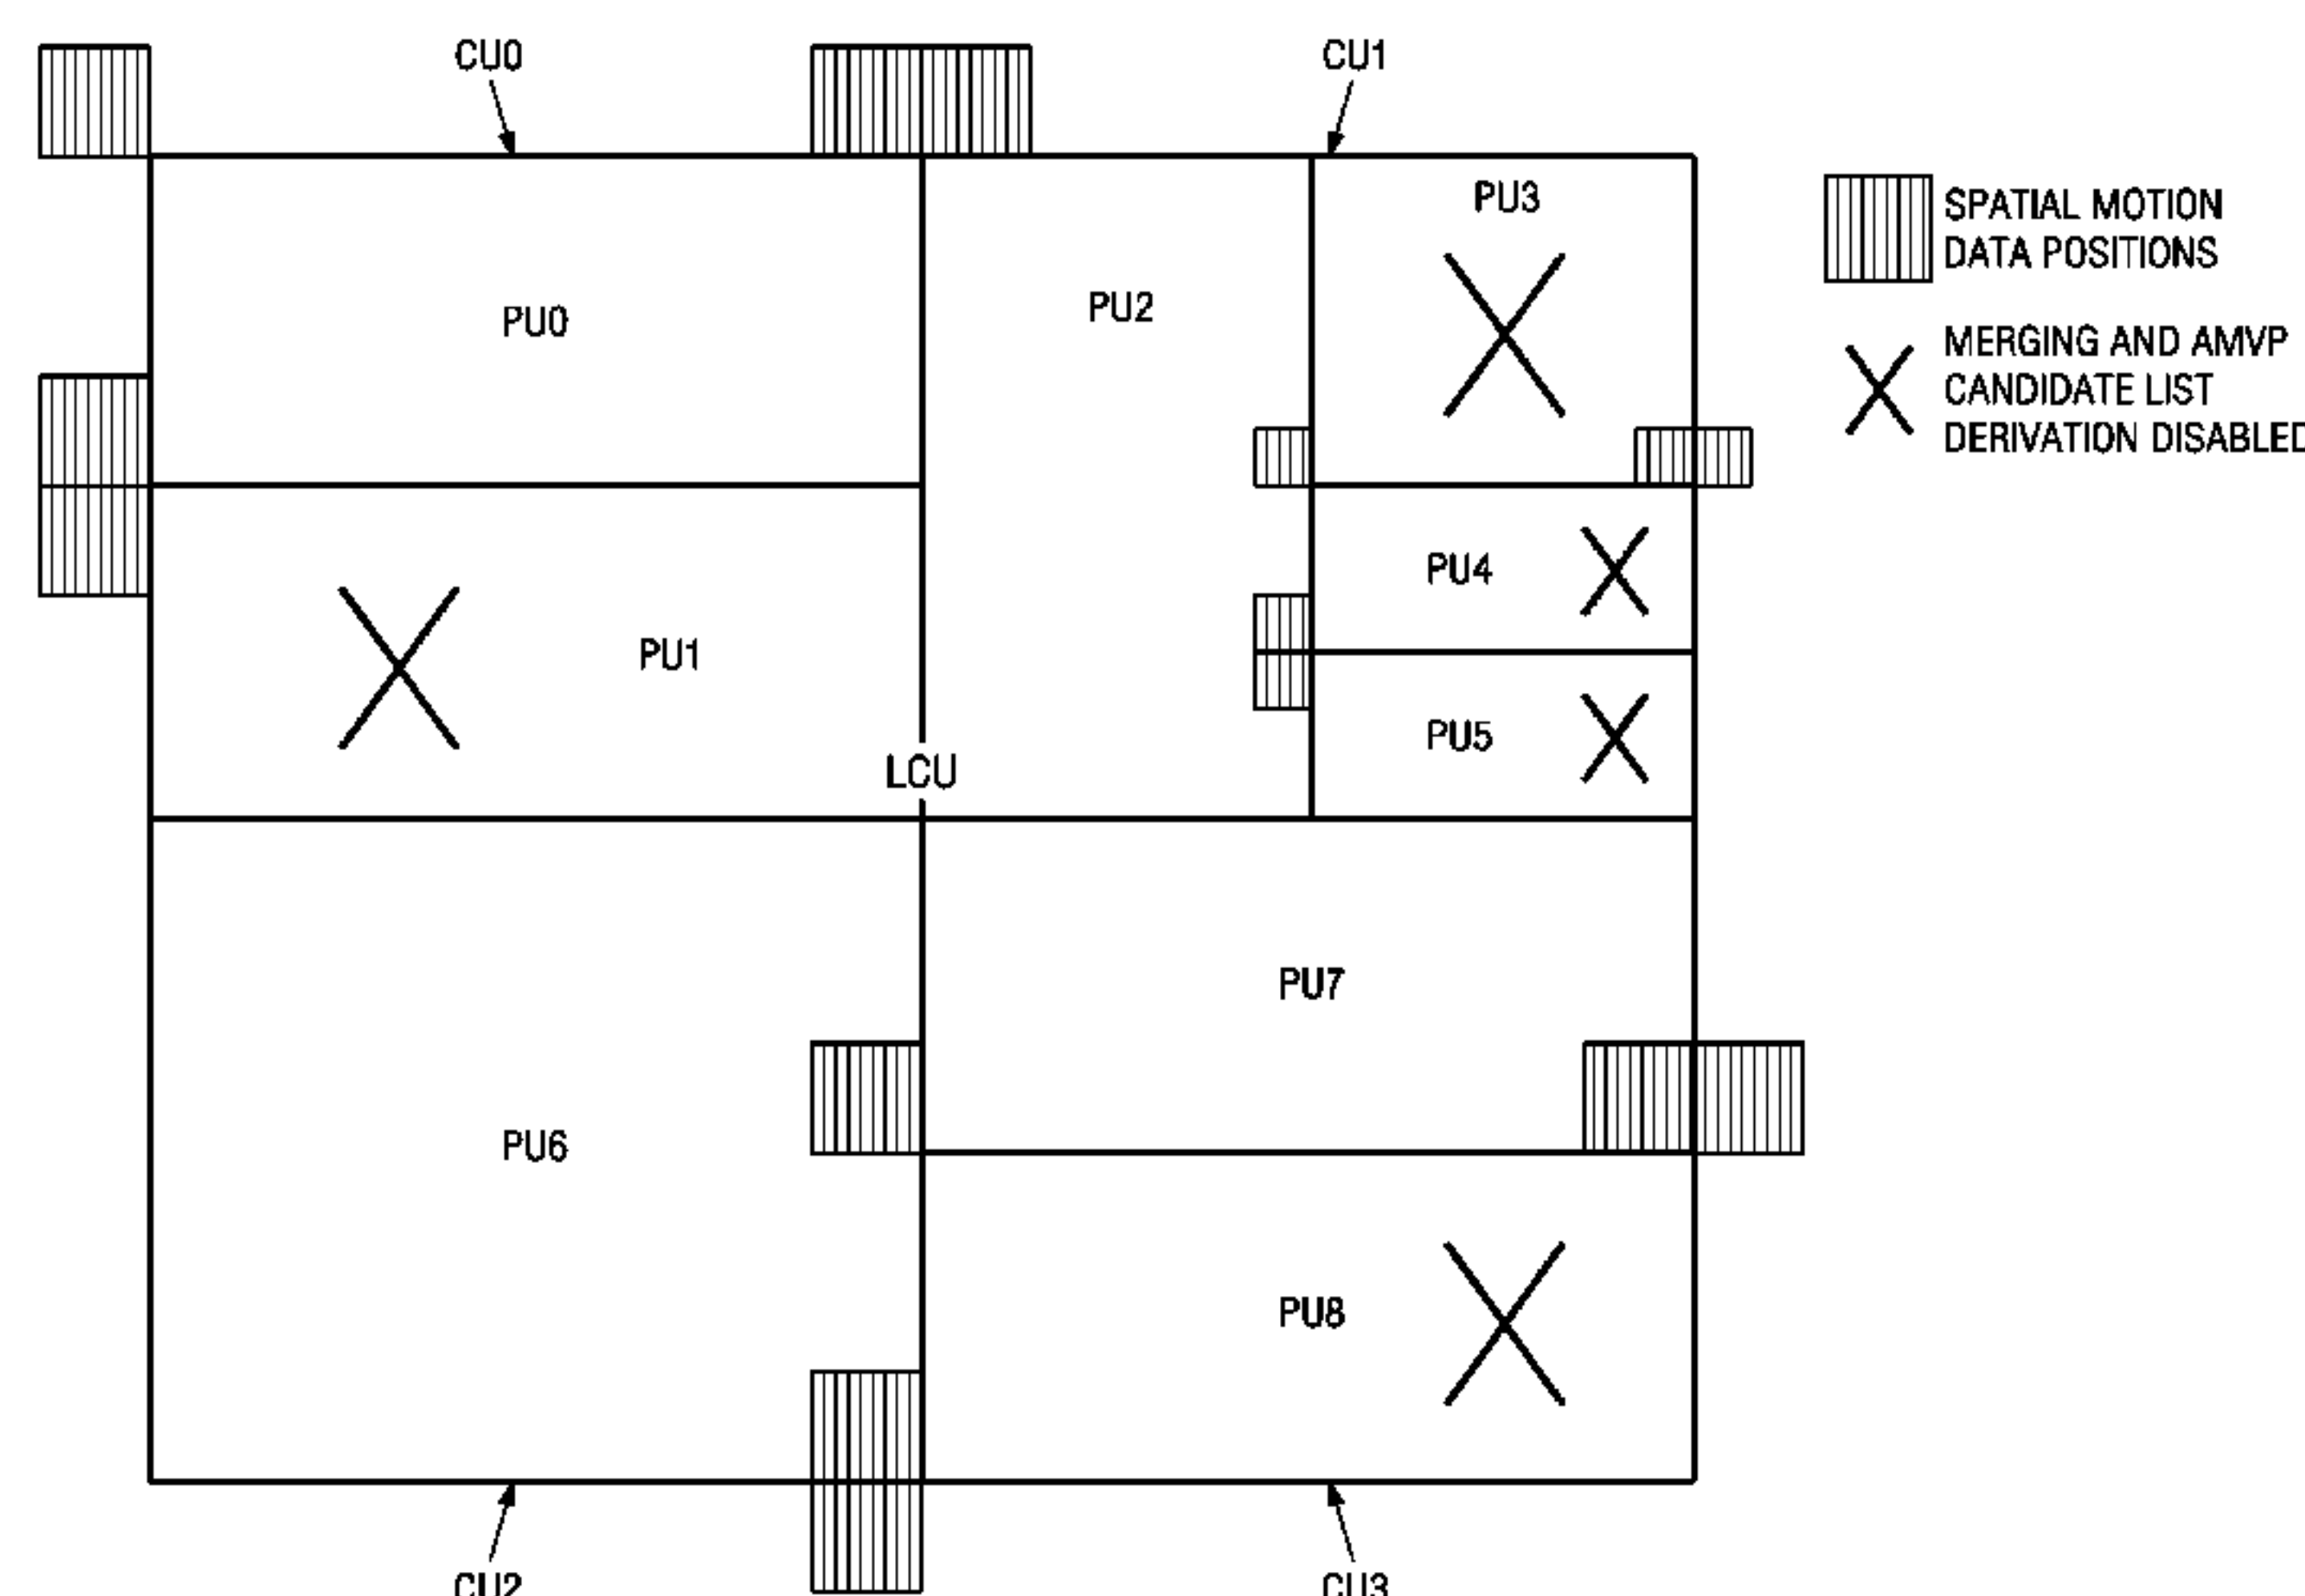 CU0
CU1
PU3
SPATIAL MOTION
DATA POSITIONS
PU0
PU2
MERGING AND AMVP
CANDIDATE LIST
DERIVATION DISABLED
PU4
PU1
PU5
LCU
PU7
PU6
PU8
CU2
CU3